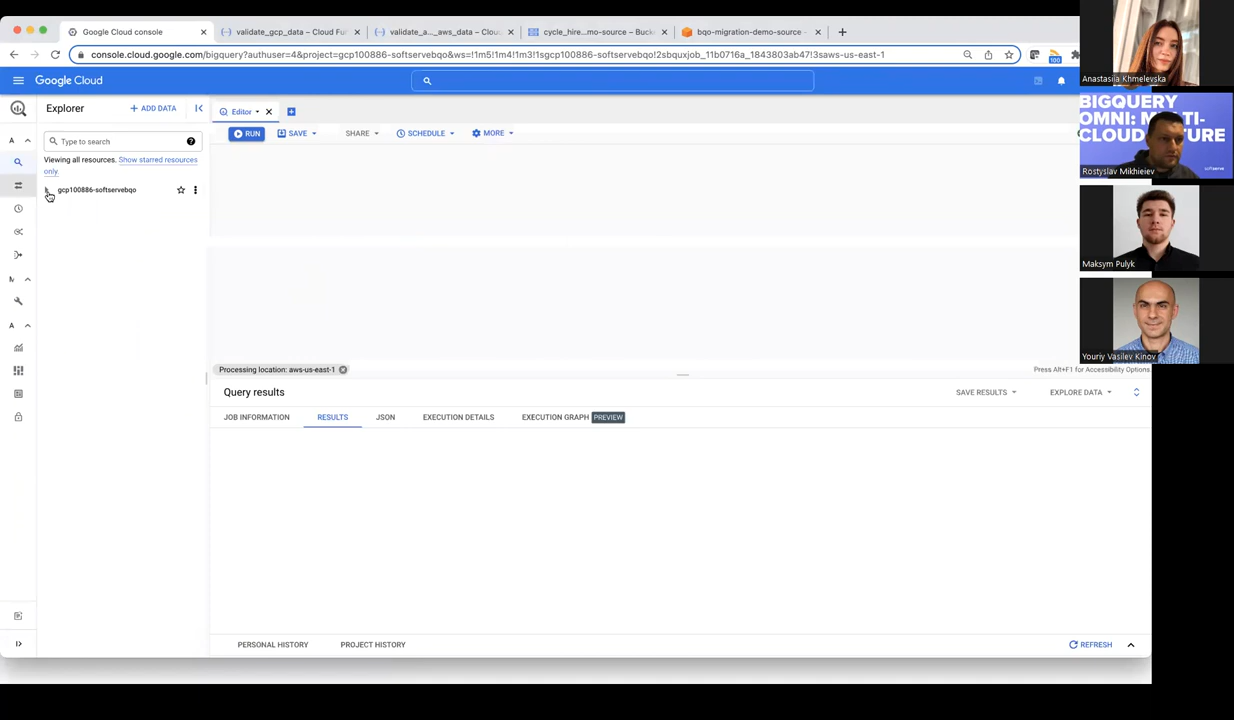 Google Cloud console
validate_gcp_data – Cloud Fun
validate_a..._aws_data – Cloud
cycle_hire...mo-source – Bucke
bqo-migration-demo-source –
console.cloud.google.com/bigquery?authuser=4&project=gcp100886-softservebqo&ws=!1m5!1m4!1m3!1sgcp100886-softservebqo!2sbquxjob_11b0716a_1843803ab47!3saws-us-east-1
100
Google Cloud
Explorer
+ ADD DATA
Editor
A
Type to search
RUN
SAVE
SHARE
SCHEDULE
MORE
Viewing all resources. Show starred resources
only.
gcp100886-softservebqo
A
Processing location: aws-us-east-1
Press Alt+F1 for Accessibility Options.
Query results
SAVE RESULTS
EXPLORE DATA
JOB INFORMATION
RESULTS
JSON
EXECUTION DETAILS
EXECUTION GRAPH
PREVIEW
PERSONAL HISTORY
PROJECT HISTORY
REFRESH
Anastasiia Khmelevska
BIGQUERY
OMNI: MULTI-
CLOUD
softserve
Rostyslav Mikhieiev
Maksym Pulyk
Youriy Vasilev Kinov